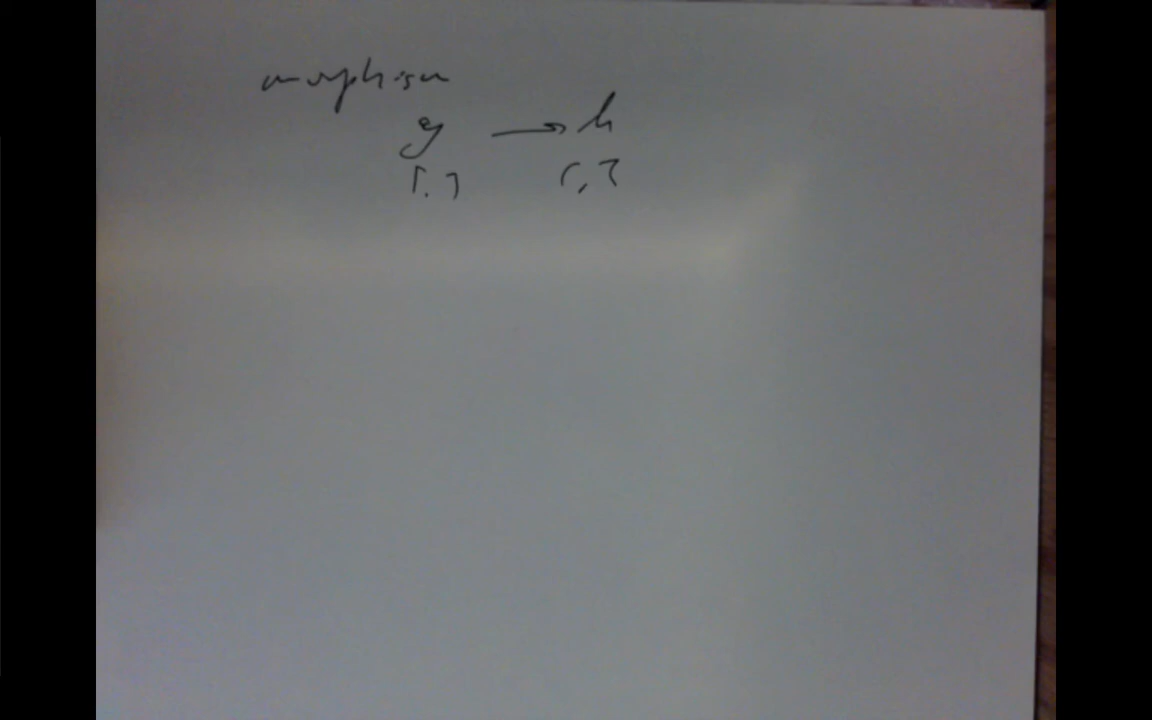 morphism
g → h
[,] [,]